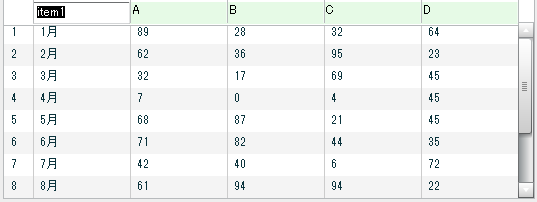 item1 A B C D
1 1月 89 28 32 64
2 2月 62 36 95 23
3 3月 32 17 69 45
4 4月 7 0 4 45
5 5月 68 87 21 45
6 6月 71 82 44 35
7 7月 42 40 6 72
8 8月 61 94 94 22